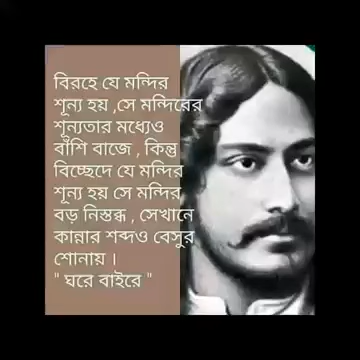 বিরহে যে মন্দির
শূন্য হয় ,সে মন্দিরের
শূন্যতার মধ্যেও
বাঁশি বাজে , কিন্তু
বিচ্ছেদে যে মন্দির
শূন্য হয় সে মন্দির
বড় নিস্তব্ধ , সেখানে
কান্নার শব্দও বেসুর
শোনায় ।
" ঘরে বাইরে "